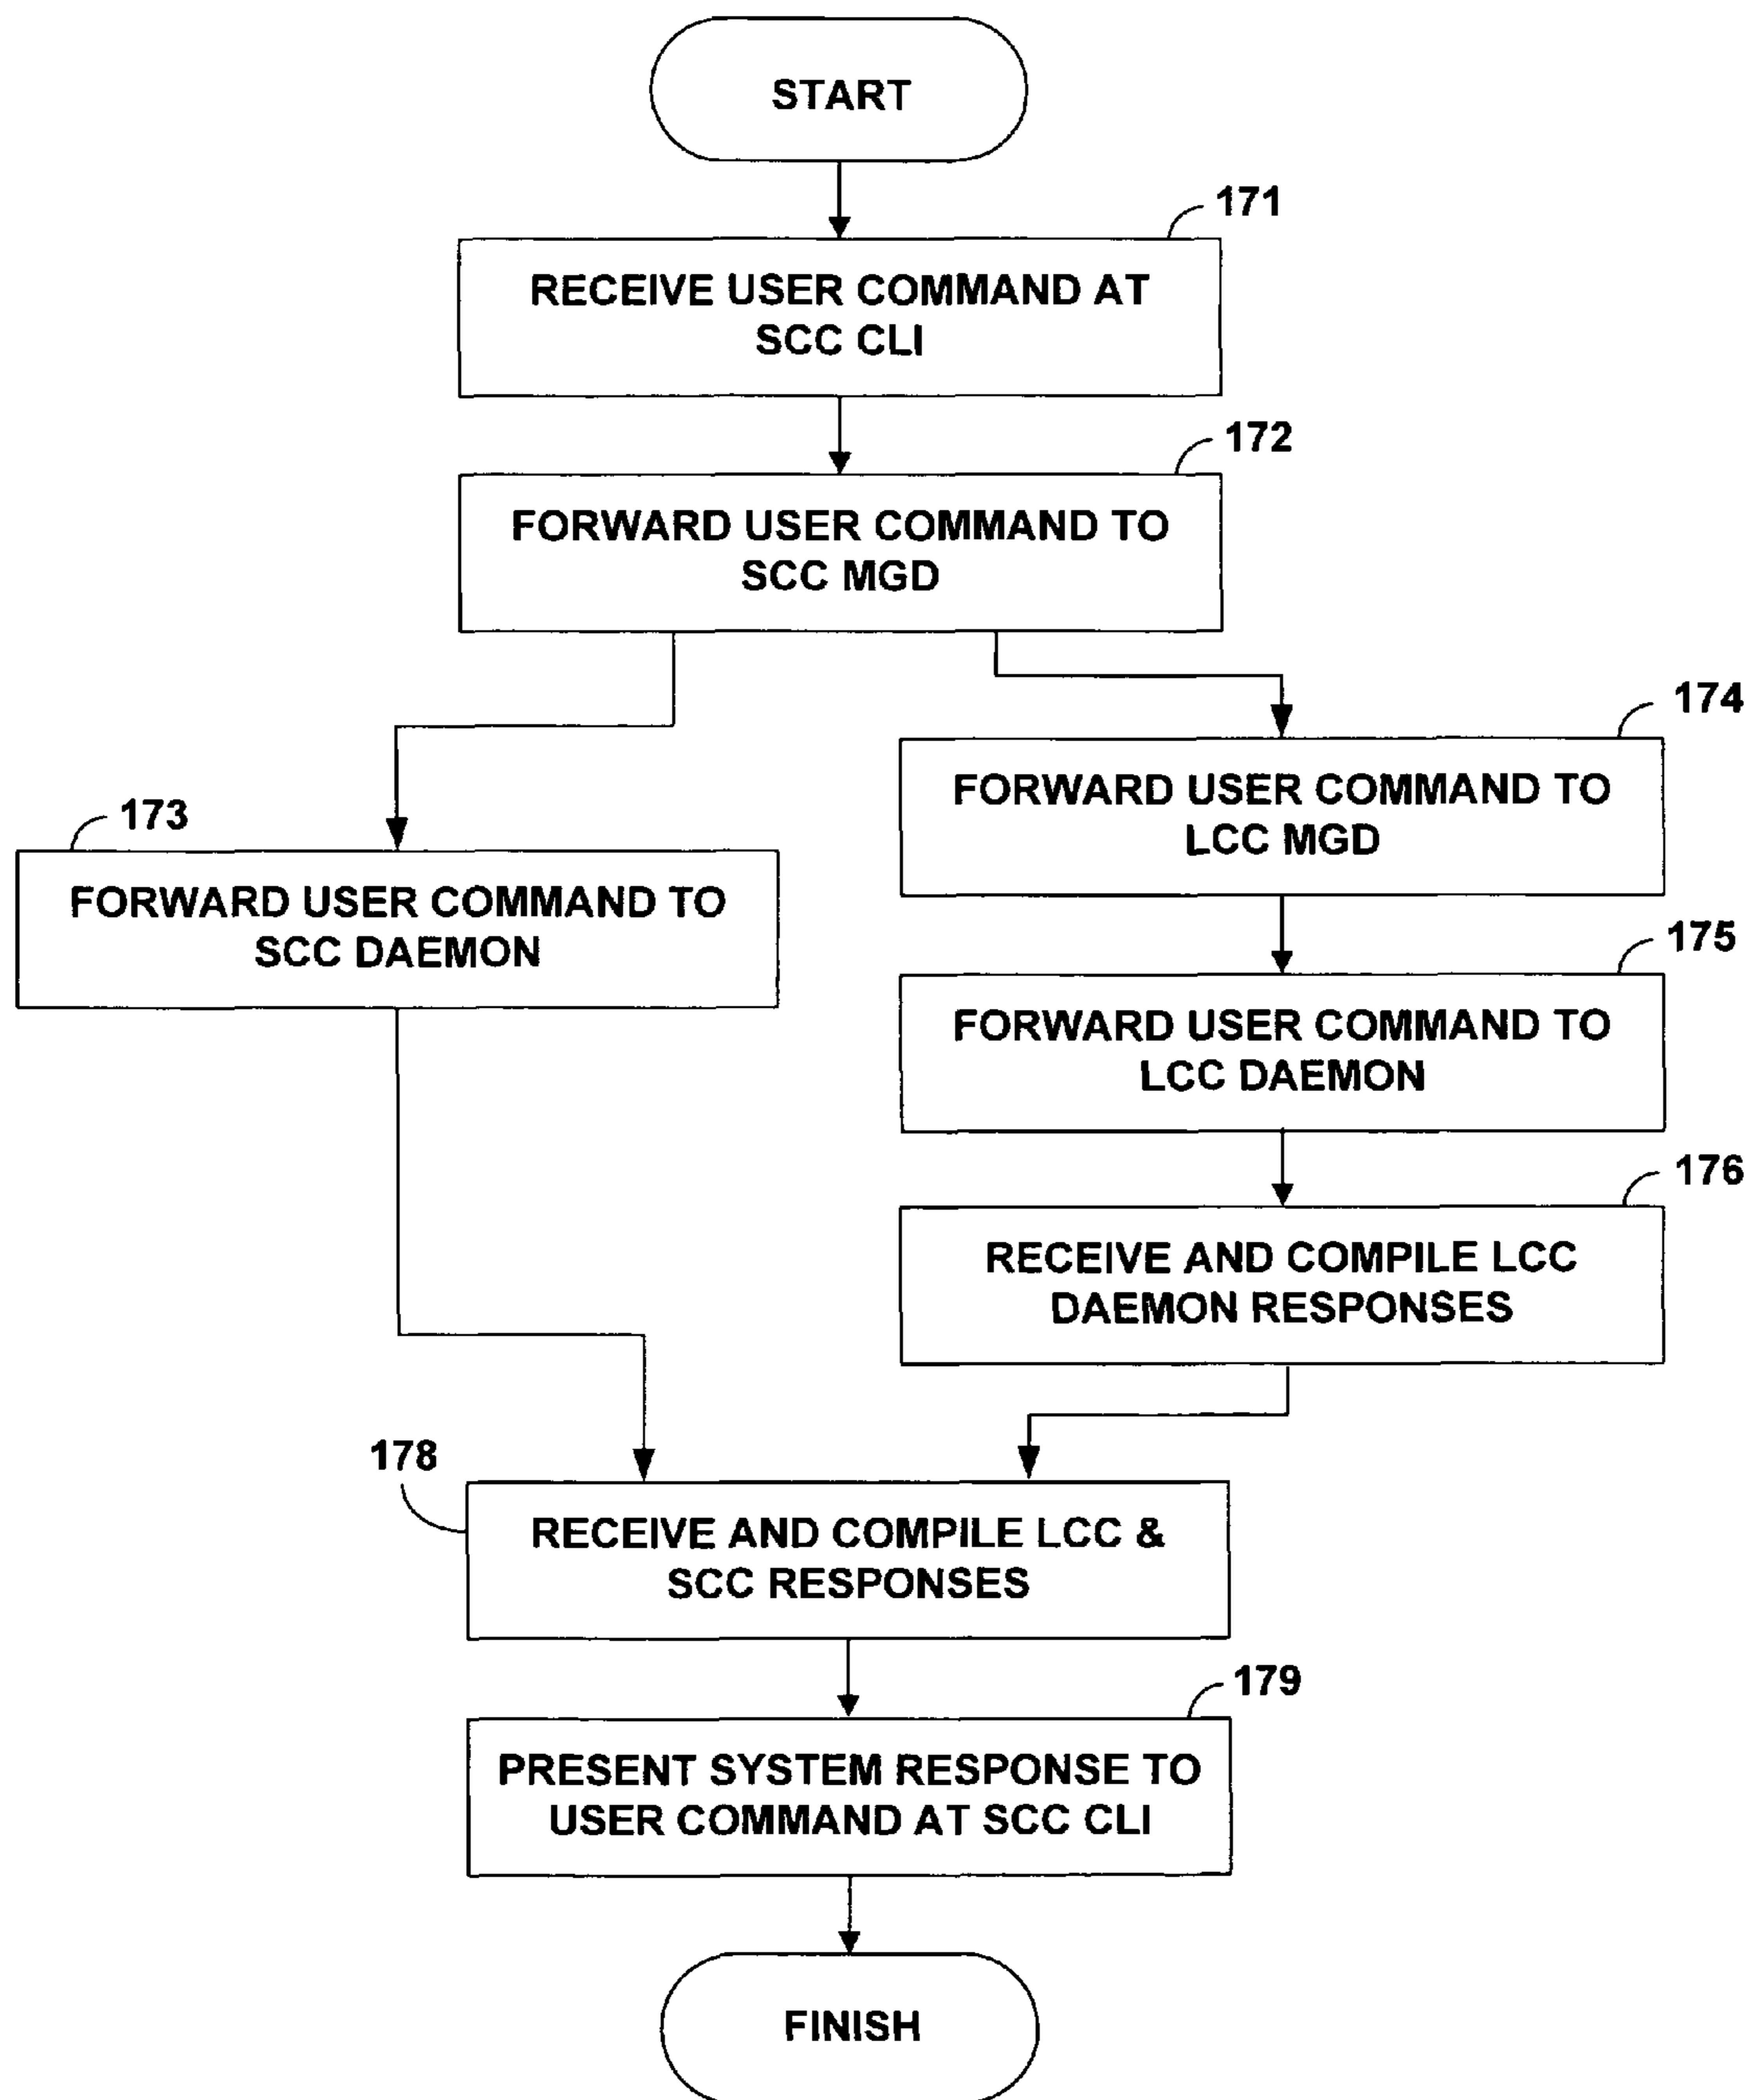 START
171
RECEIVE USER COMMAND AT
SCC CLI
172
FORWARD USER COMMAND TO
SCC MGD
174
FORWARD USER COMMAND TO
LCC MGD
173
FORWARD USER COMMAND TO
SCC DAEMON
175
FORWARD USER COMMAND TO
LCC DAEMON
176
RECEIVE AND COMPILE LCC
DAEMON RESPONSES
178
RECEIVE AND COMPILE LCC &
SCC RESPONSES
179
PRESENT SYSTEM RESPONSE TO
USER COMMAND AT SCC CLI
FINISH